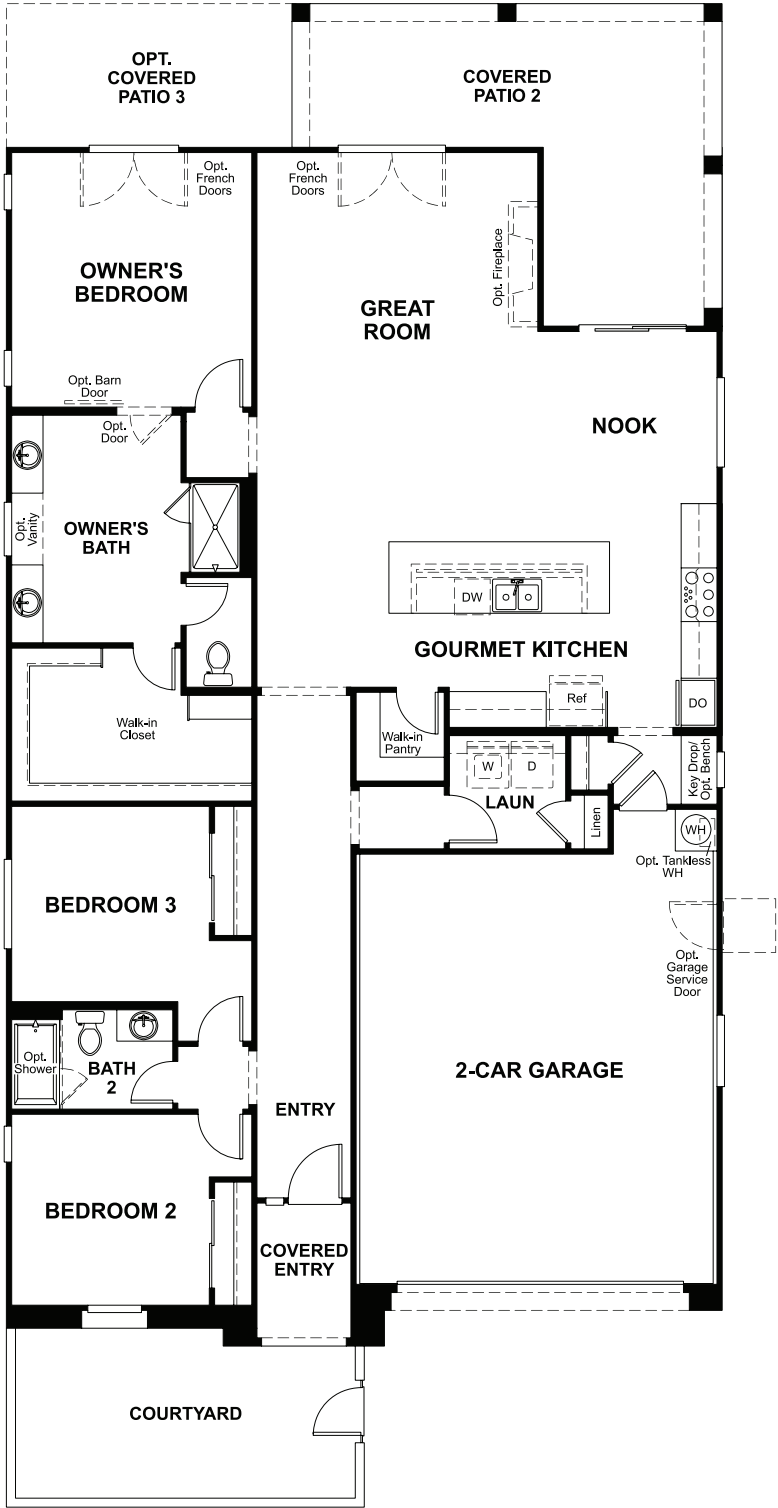 OPT.
COVERED
PATIO 3
COVERED
PATIO 2
Opt.
French
Doors
Opt.
French
Doors
OWNER'S
BEDROOM
GREAT
ROOM
Opt. Fireplace
Opt. Barn
Door
Opt.
Door
NOOK
OWNER'S
BATH
Opt.
Vanity
DW
GOURMET KITCHEN
Ref
DO
Walk-in
Closet
Walk-in
Pantry
W
D
LAUN
Linen
Key Drop/
Opt. Bench
WH
Opt. Tankless
WH
BEDROOM 3
Opt.
Garage
Service
Door
Opt.
Shower
BATH
2
2-CAR GARAGE
ENTRY
BEDROOM 2
COVERED
ENTRY
COURTYARD